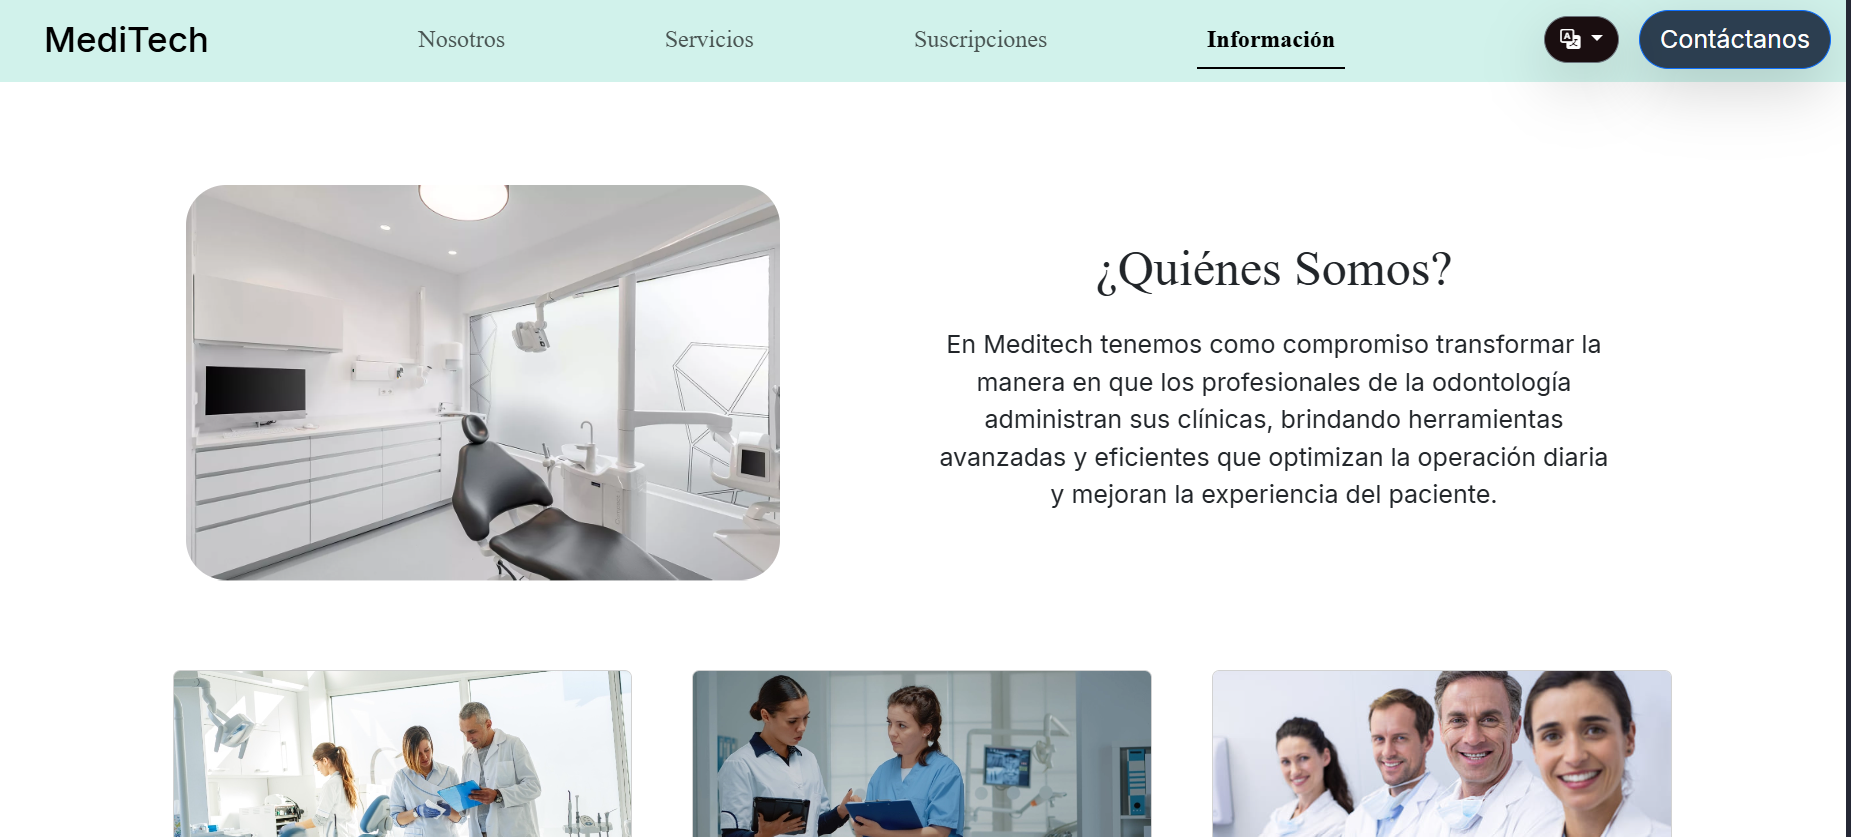 MediTech
Nosotros
Servicios
Suscripciones
Información
Contáctanos
¿Quiénes Somos?
En Meditech tenemos como compromiso transformar la
manera en que los profesionales de la odontología
administran sus clínicas, brindando herramientas
avanzadas y eficientes que optimizan la operación diaria
y mejoran la experiencia del paciente.